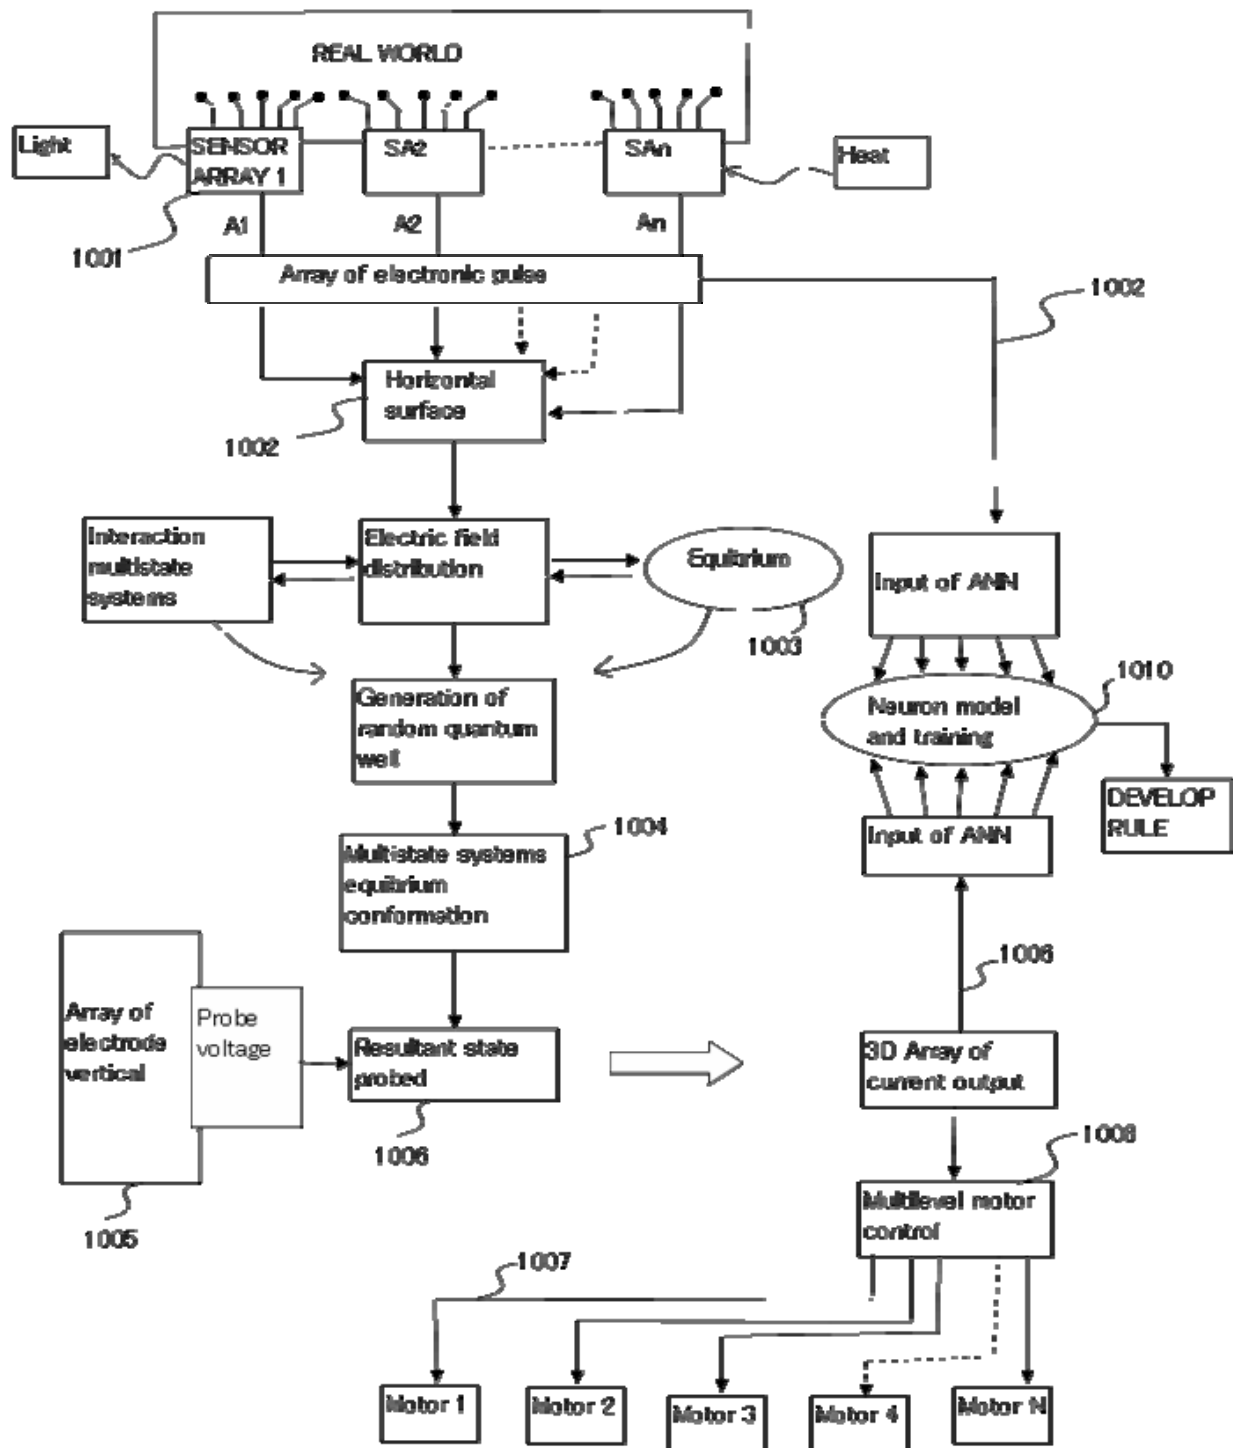 REAL WORLD
Light
SENSOR
ARRAY 1
SA2
SAn
Heat
A1
A2
An
1001
Array of electronic pulse
1002
Horizontal
surface
1002
Interaction
multistate
systems
Electric field
distribution
Equibrium
1003
Input of ANN
Generation of
random quantum
well
1010
Neuron model
and training
DEVELOP
RULE
1004
Multistate systems
equibrium
conformation
Input of ANN
1006
Array of
electrode
vertical
Probe
voltage
Resultant state
probed
3D Array of
current output
1006
1005
1008
Multilevel motor
control
1007
Motor 1
Motor 2
Motor 3
Motor 4
Motor N